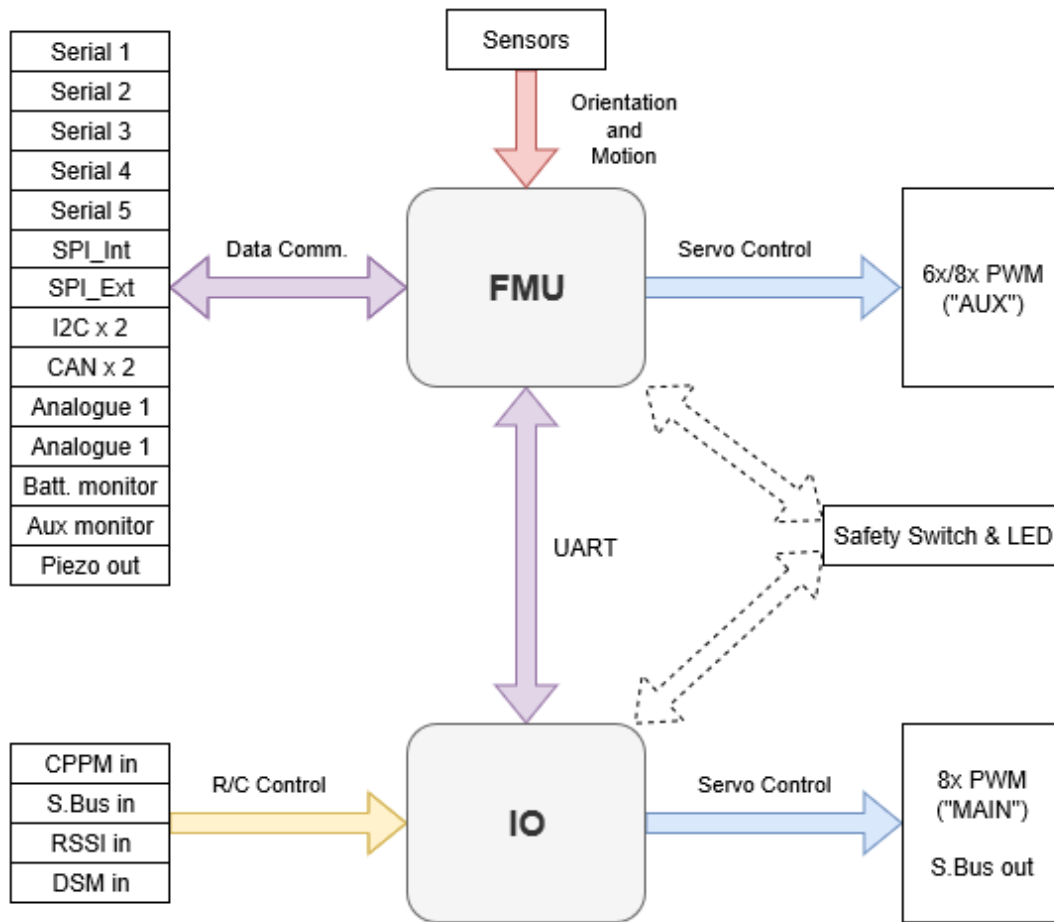 Serial 1
Serial 2
Serial 3
Serial 4
Serial 5
SPI_Int
SPI_Ext
I2C x 2
CAN x 2
Analogue 1
Analogue 1
Batt. monitor
Aux monitor
Piezo out
Sensors
Orientation
and
Motion
Data Comm.
FMU
Servo Control
6x/8x PWM
("AUX")
UART
Safety Switch & LED
CPPM in
S.Bus in
RSSI in
DSM in
R/C Control
IO
Servo Control
8x PWM
("MAIN")
S.Bus out